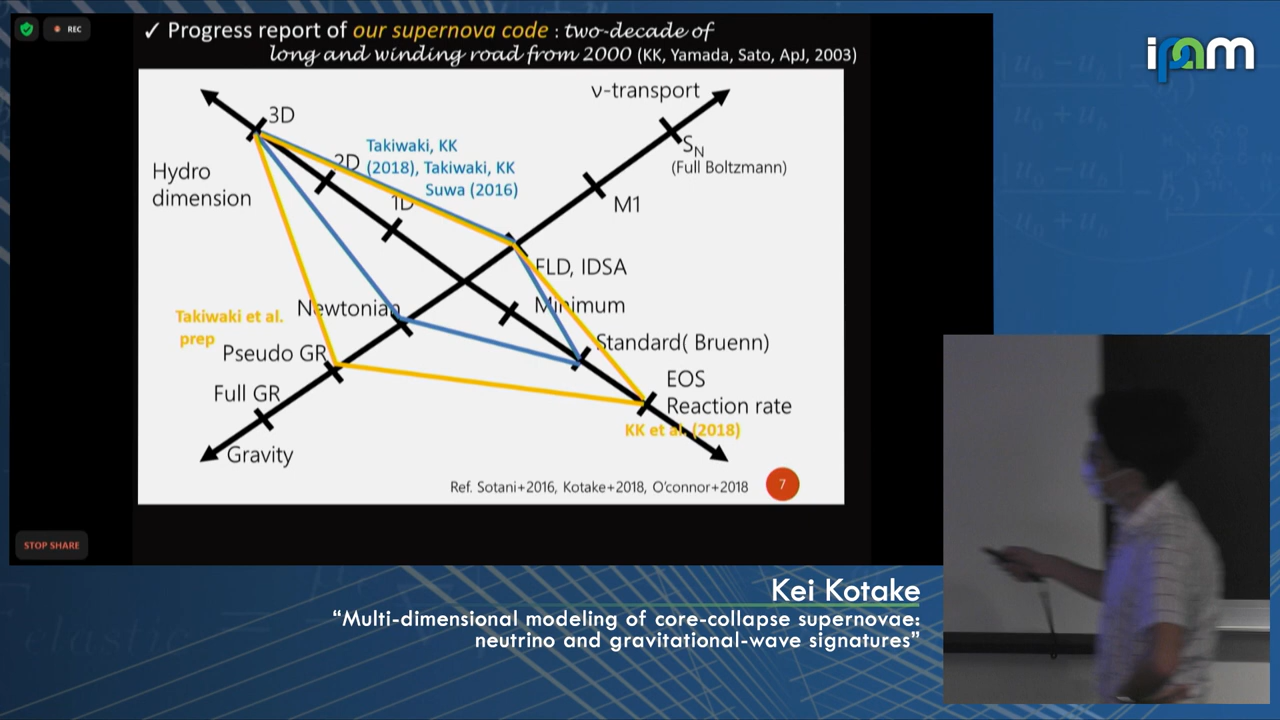 REC
✓ Progress report of our supernova code : two-decade of
long and winding road from 2000 (KK, Yamada, Sato, ApJ, 2003)
ipam
ν-transport
3D
Takiwaki, KK
(2018), Takiwaki, KK
Suwa (2016)
S_N
(Full Boltzmann)
2D
Hydro
dimension
1D
M1
FLD, IDSA
Newtonian
Minimum
Takiwaki et al.
prep
Standard( Bruenn)
Pseudo GR
EOS
Reaction rate
Full GR
KK et al. (2018)
Gravity
Ref. Sotani+2016, Kotake+2018, O'connor+2018
7
STOP SHARE
Kei Kotake
“Multi-dimensional modeling of core-collapse supernovae:
neutrino and gravitational-wave signatures”